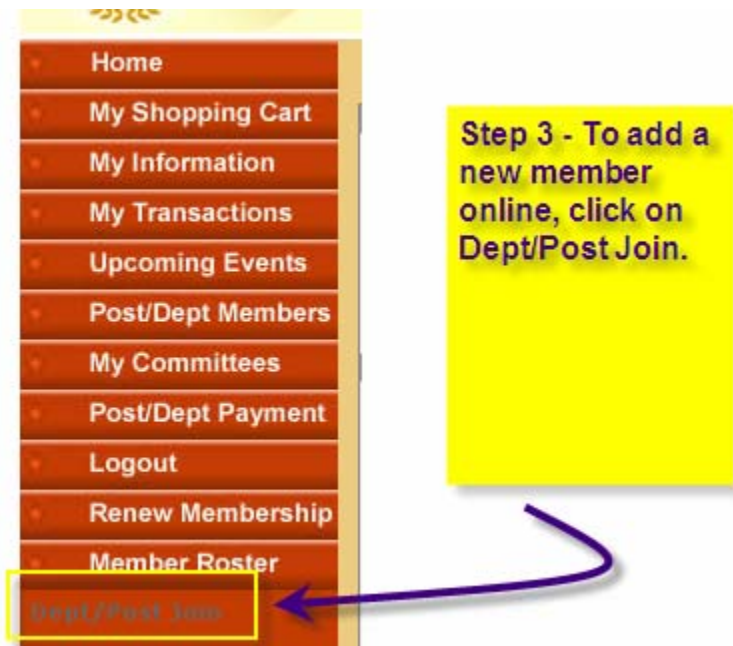 Home
My Shopping Cart
My Information
My Transactions
Upcoming Events
Post/Dept Members
My Committees
Post/Dept Payment
Logout
Renew Membership
Member Roster
Dept/Post Join
Step 3 - To add a
new member
online, click on
Dept/Post Join.